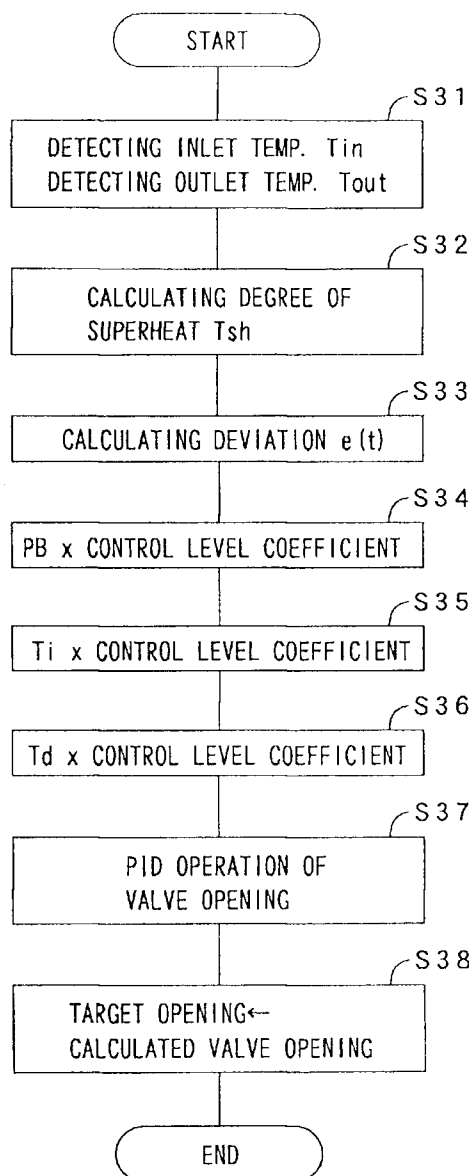 START
S31
DETECTING INLET TEMP. Tin
DETECTING OUTLET TEMP. Tout
S32
CALCULATING DEGREE OF
SUPERHEAT Tsh
S33
CALCULATING DEVIATION e(t)
S34
PB x CONTROL LEVEL COEFFICIENT
S35
Ti x CONTROL LEVEL COEFFICIENT
S36
Td x CONTROL LEVEL COEFFICIENT
S37
PID OPERATION OF
VALVE OPENING
S38
TARGET OPENING←
CALCULATED VALVE OPENING
END